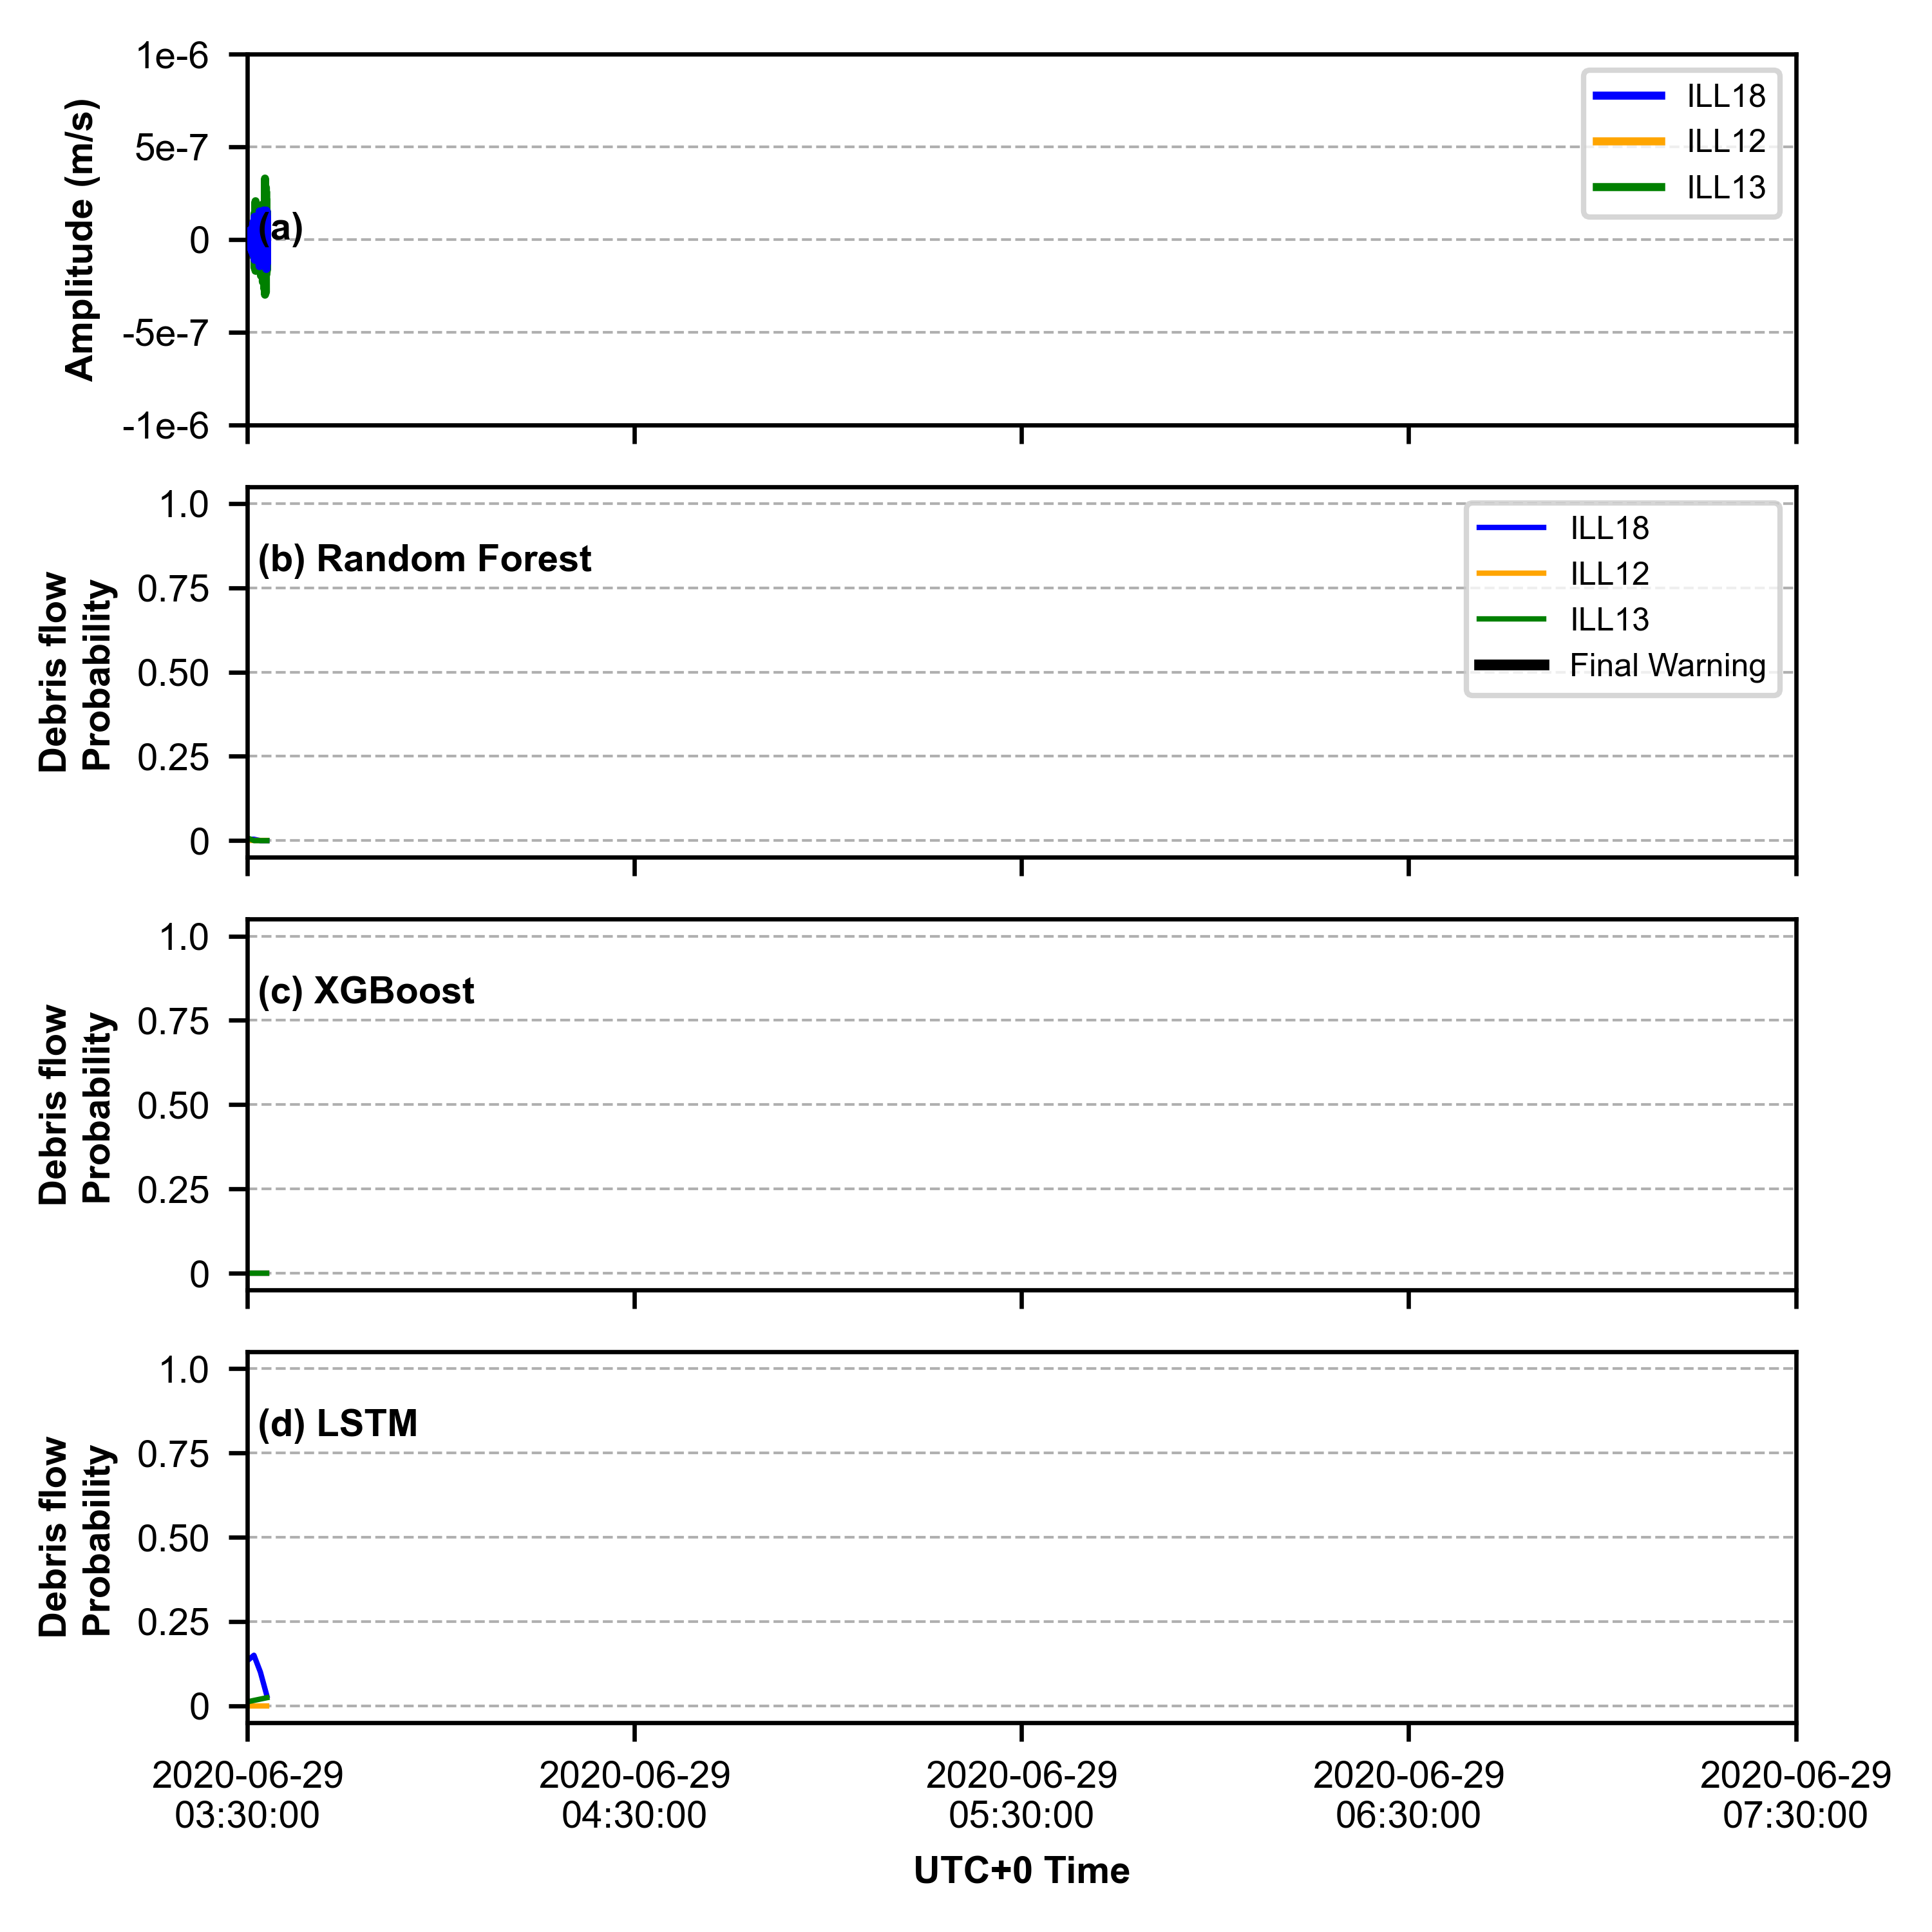 1e-6
5e-7
0
-5e-7
-1e-6
Amplitude (m/s)
(a)
ILL18
ILL12
ILL13
1.0
0.75
0.50
0.25
0
Debris flow
Probability
(b) Random Forest
ILL18
ILL12
ILL13
Final Warning
1.0
0.75
0.50
0.25
0
Debris flow
Probability
(c) XGBoost
1.0
0.75
0.50
0.25
0
Debris flow
Probability
(d) LSTM
2020-06-29
03:30:00
2020-06-29
04:30:00
2020-06-29
05:30:00
2020-06-29
06:30:00
2020-06-29
07:30:00
UTC+0 Time